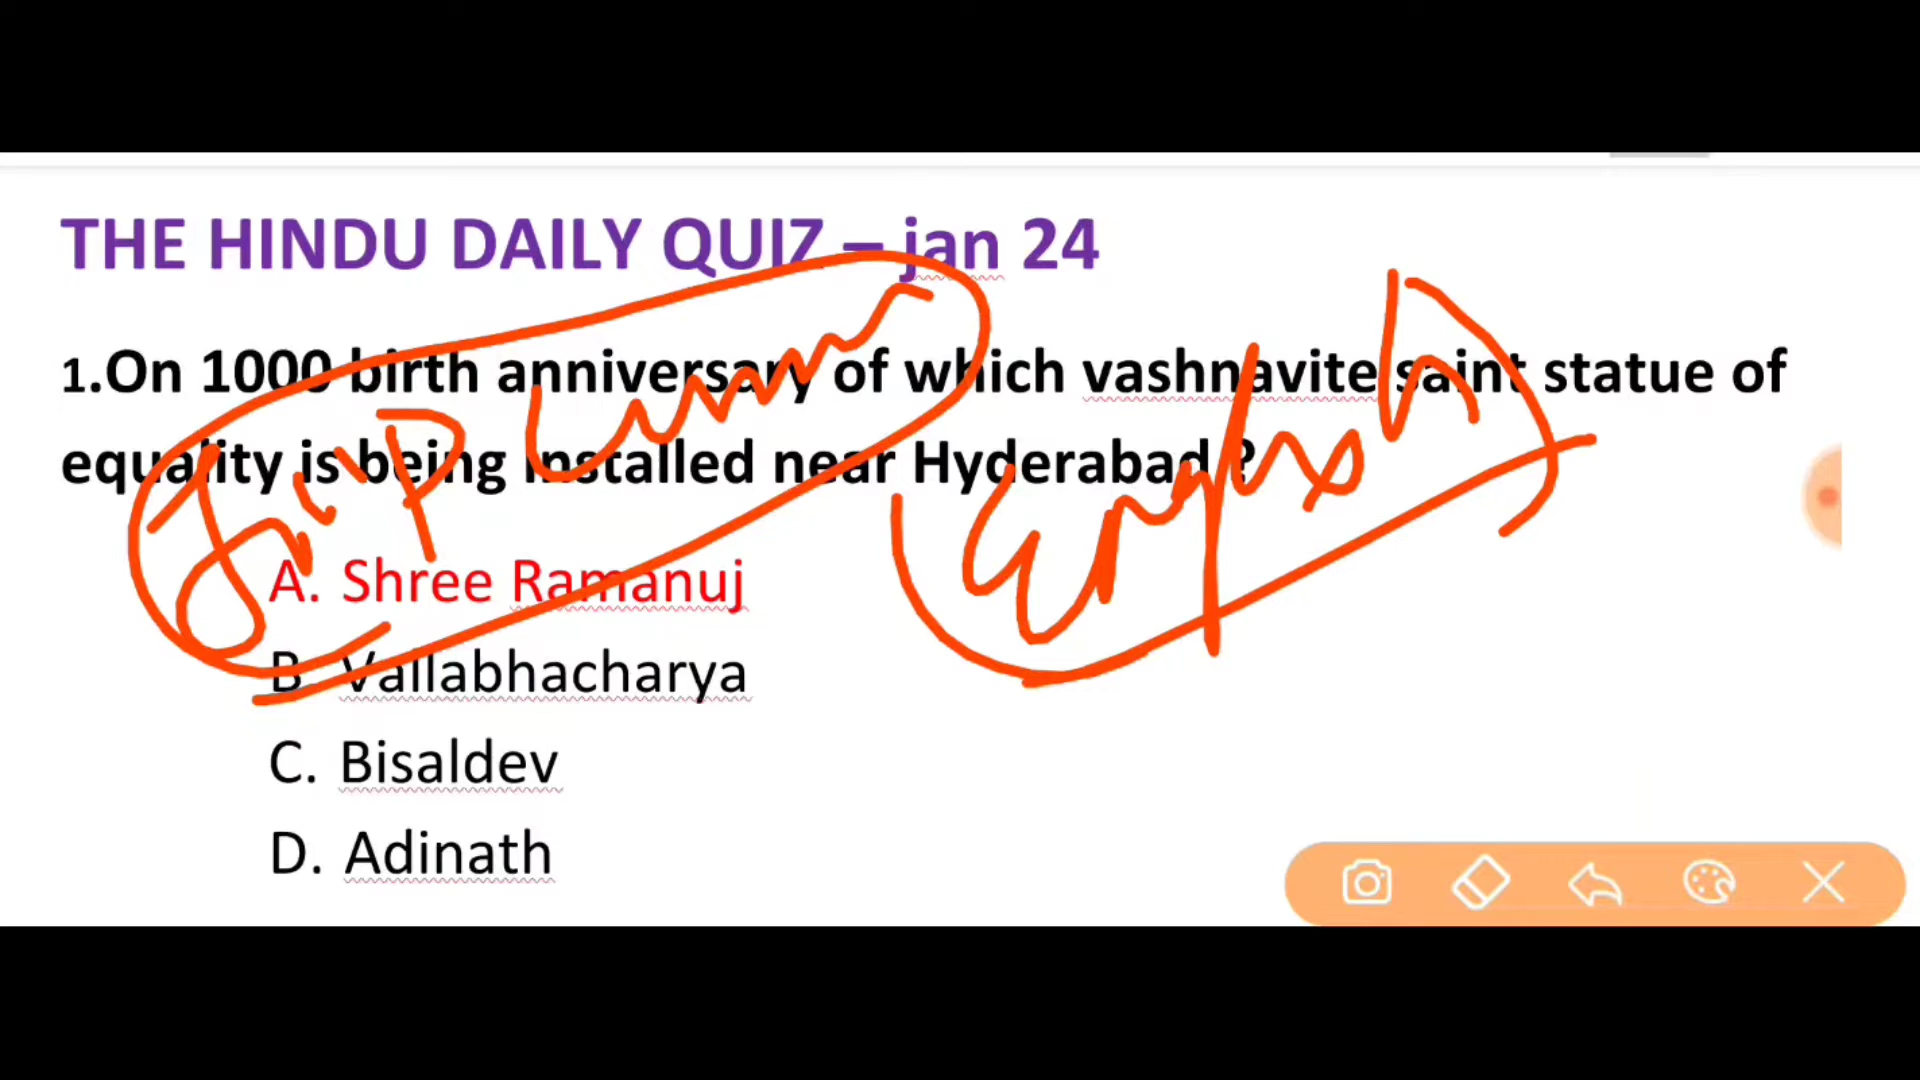 THE HINDU DAILY QUIZ – jan 24
1.On 1000 birth anniversary of which vashnavite saint statue of
equality is being installed near Hyderabad ?
English
A. Shree Ramanuj
B. Vallabhacharya
C. Bisaldev
D. Adinath